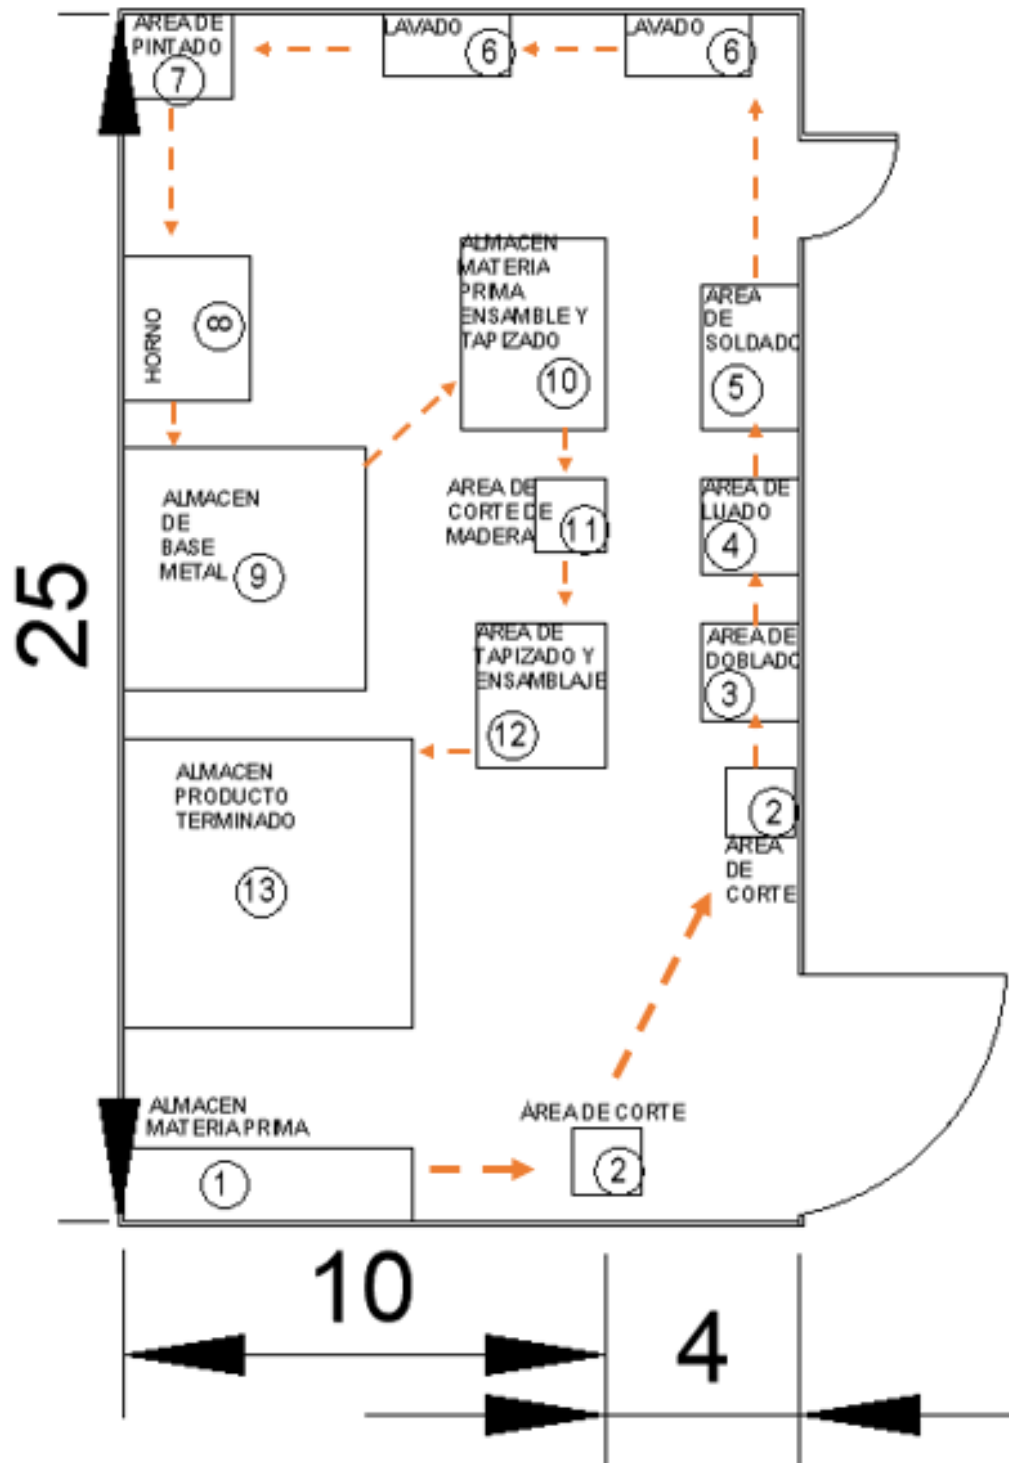 AREA DE
PINTADO
7
LAVADO
6
LAVADO
6
HORNO
8
ALMACEN
MATERIA
PRIMA
ENSAMBLE Y
TAPIZADO
10
AREA
DE
SOLDADO
5
ALMACEN
DE
BASE
METAL
9
AREA DE
CORTE DE
MADERA
11
AREA DE
LIJADO
4
AREA DE
TAPIZADO Y
ENSAMBLAJE
12
AREA DE
DOBLADO
3
ALMACEN
PRODUCTO
TERMINADO
13
2
ÁREA
DE
CORTE
ALMACEN
MATERIA PRIMA
1
ÁREA DE CORTE
2
25
10
4